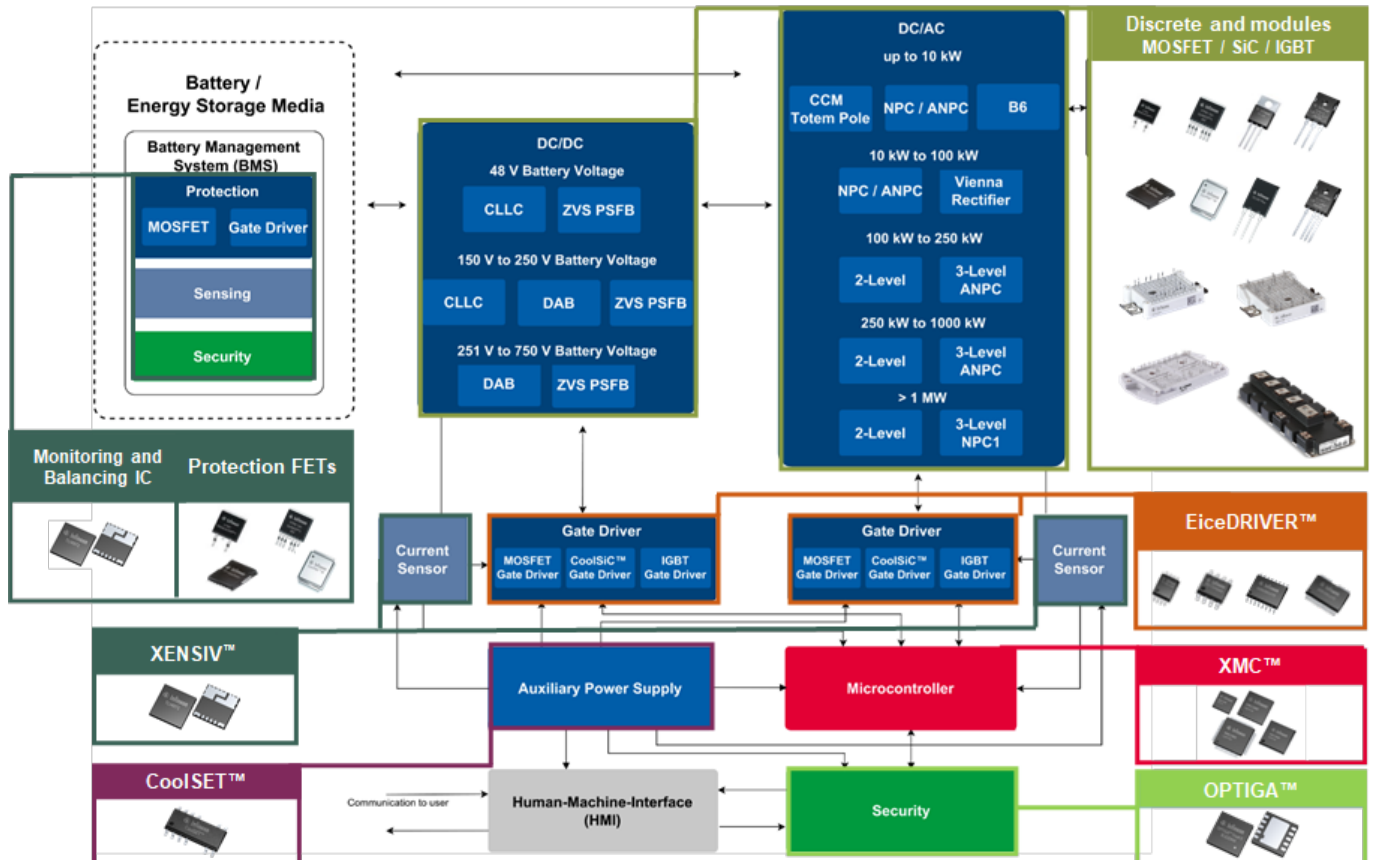 Battery /
Energy Storage Media
Battery Management
System (BMS)
Protection
MOSFET
Gate Driver
Sensing
Security
DC/DC
48 V Battery Voltage
CLLC
ZVS PSFB
150 V to 250 V Battery Voltage
CLLC
DAB
ZVS PSFB
251 V to 750 V Battery Voltage
DAB
ZVS PSFB
DC/AC
up to 10 kW
CCM
Totem Pole
NPC / ANPC
B6
10 kW to 100 kW
NPC / ANPC
Vienna
Rectifier
100 kW to 250 kW
2-Level
3-Level
ANPC
250 kW to 1000 kW
2-Level
3-Level
ANPC
> 1 MW
2-Level
3-Level
NPC1
Discrete and modules
MOSFET / SiC / IGBT
Monitoring and
Balancing IC
Protection FETs
Current
Sensor
Gate Driver
MOSFET
Gate Driver
CoolSiC™
Gate Driver
IGBT
Gate Driver
Gate Driver
MOSFET
Gate Driver
CoolSiC™
Gate Driver
IGBT
Gate Driver
Current
Sensor
EiceDRIVER™
XENSIV™
Auxiliary Power Supply
Microcontroller
XMC™
CoolSET™
Communication to user
Human-Machine-Interface
(HMI)
Security
OPTIGA™